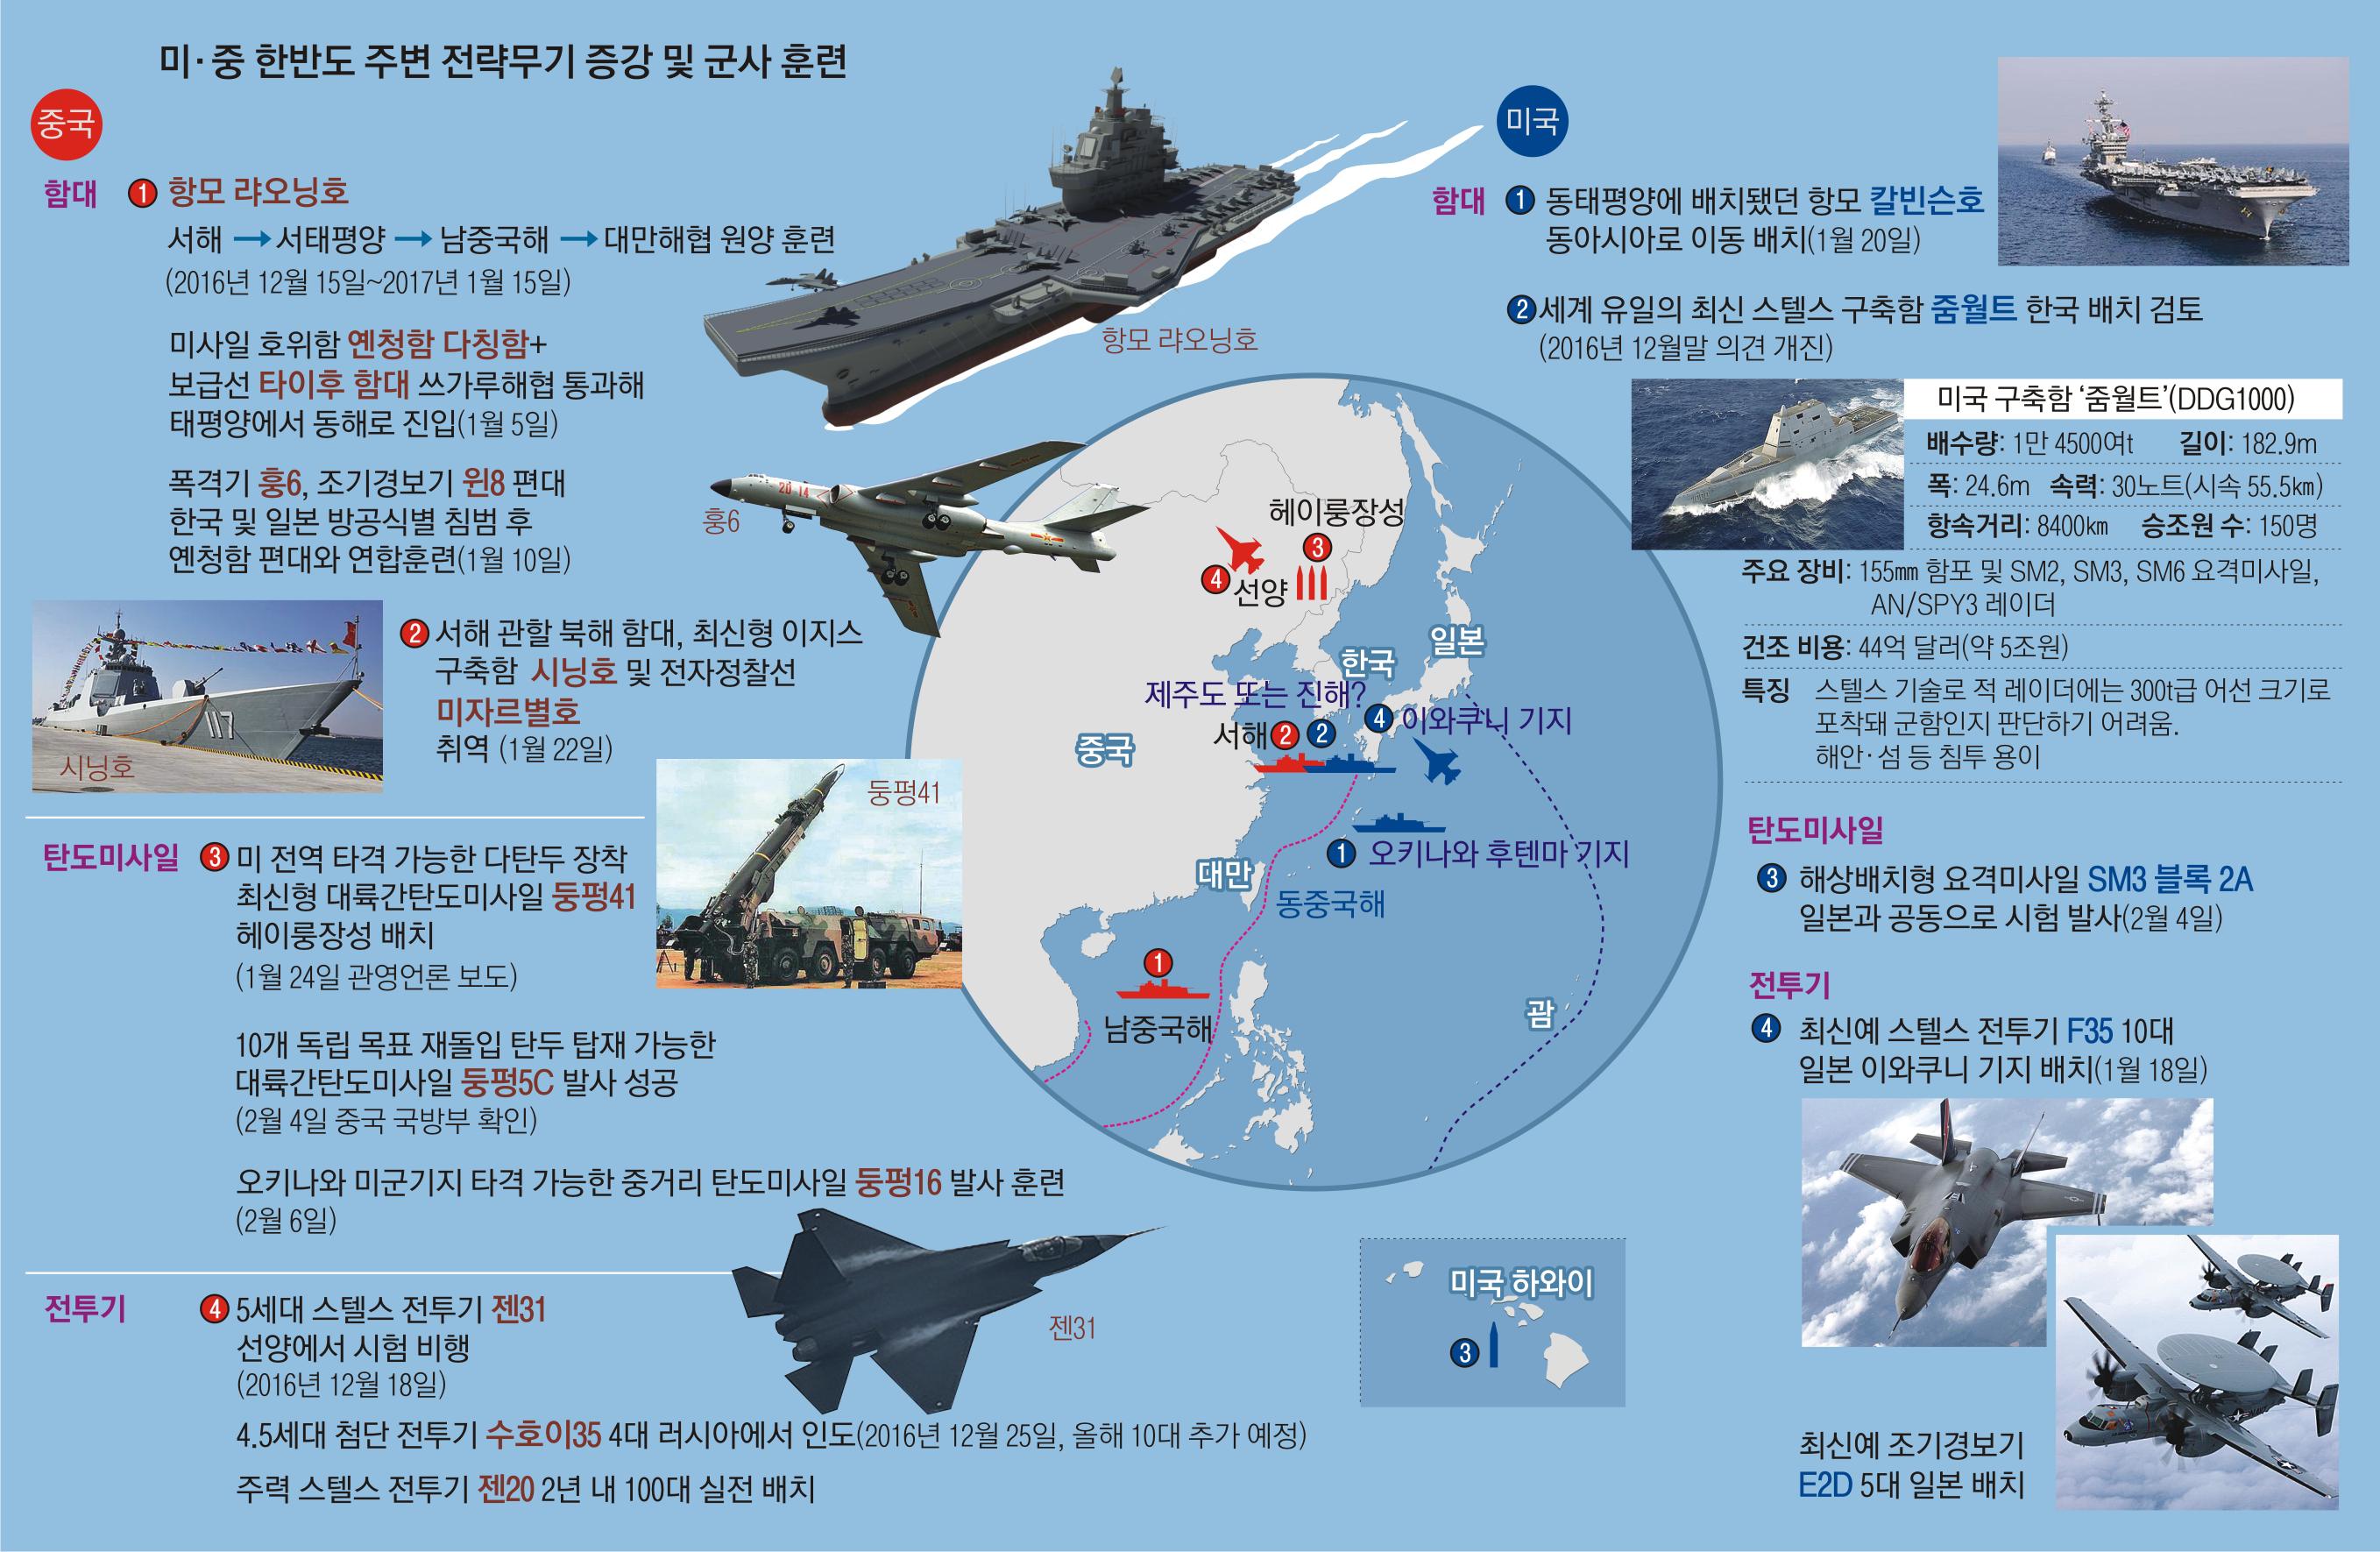 미·중 한반도 주변 전략무기 증강 및 군사 훈련
중국
함대
1 항모 랴오닝호
서해 → 서태평양 → 남중국해 → 대만해협 원양 훈련
(2016년 12월 15일~2017년 1월 15일)
미사일 호위함 옌청함 다칭함+
보급선 타이후 함대 쓰가루해협 통과해
태평양에서 동해로 진입(1월 5일)
폭격기 훙6, 조기경보기 윈8 편대
한국 및 일본 방공식별 침범 후
옌청함 편대와 연합훈련(1월 10일)
항모 랴오닝호
20 14
훙6
2 서해 관할 북해 함대, 최신형 이지스
구축함 시닝호 및 전자정찰선
미자르별호
취역 (1월 22일)
117
시닝호
탄도미사일
3 미 전역 타격 가능한 다탄두 장착
최신형 대륙간탄도미사일 둥펑41
헤이룽장성 배치
(1월 24일 관영언론 보도)
둥펑41
10개 독립 목표 재돌입 탄두 탑재 가능한
대륙간탄도미사일 둥펑5C 발사 성공
(2월 4일 중국 국방부 확인)
오키나와 미군기지 타격 가능한 중거리 탄도미사일 둥펑16 발사 훈련
(2월 6일)
전투기
4 5세대 스텔스 전투기 젠31
선양에서 시험 비행
(2016년 12월 18일)
젠31
4.5세대 첨단 전투기 수호이35 4대 러시아에서 인도(2016년 12월 25일, 올해 10대 추가 예정)
주력 스텔스 전투기 젠20 2년 내 100대 실전 배치
헤이룽장성
3
4 선양
일본
한국
제주도 또는 진해?
4 이와쿠니 기지
서해 2 2
중국
1 오키나와 후텐마 기지
대만
동중국해
1
남중국해
괌
미국 하와이
3
미국
함대
1 동태평양에 배치됐던 항모 칼빈슨호
동아시아로 이동 배치(1월 20일)
2 세계 유일의 최신 스텔스 구축함 줌월트 한국 배치 검토
(2016년 12월말 의견 개진)
미국 구축함 ‘줌월트’(DDG1000)
배수량: 1만 4500여t 길이: 182.9m
폭: 24.6m 속력: 30노트(시속 55.5㎞)
항속거리: 8400㎞ 승조원 수: 150명
주요 장비: 155㎜ 함포 및 SM2, SM3, SM6 요격미사일,
AN/SPY3 레이더
건조 비용: 44억 달러(약 5조원)
특징 스텔스 기술로 적 레이더에는 300t급 어선 크기로
포착돼 군함인지 판단하기 어려움.
해안·섬 등 침투 용이
탄도미사일
3 해상배치형 요격미사일 SM3 블록 2A
일본과 공동으로 시험 발사(2월 4일)
전투기
4 최신예 스텔스 전투기 F35 10대
일본 이와쿠니 기지 배치(1월 18일)
최신예 조기경보기
E2D 5대 일본 배치